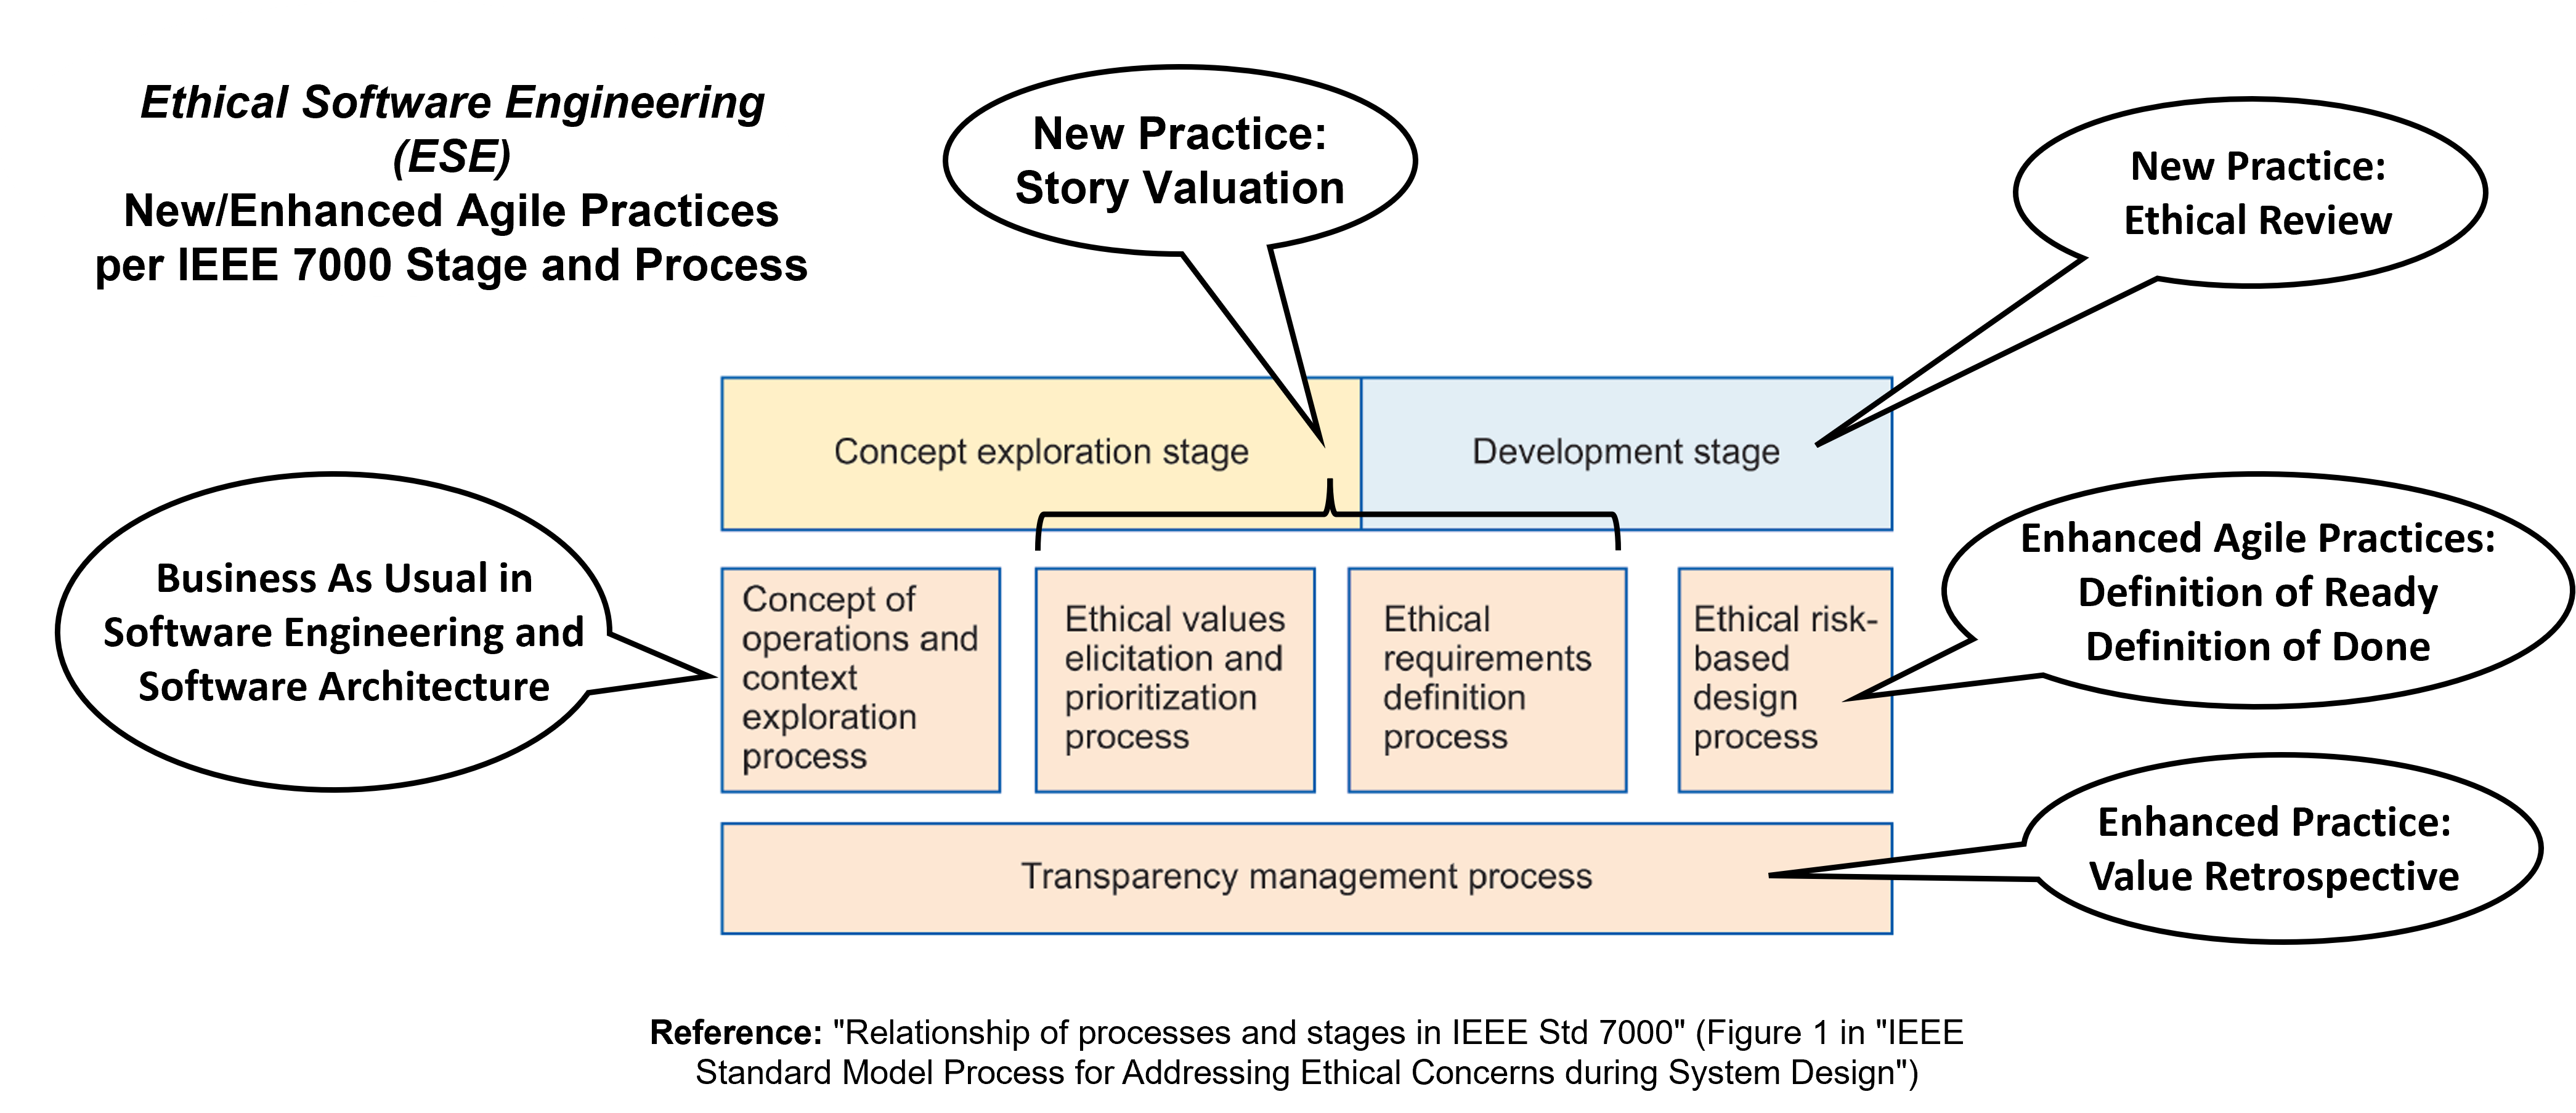 Ethical Software Engineering
(ESE)
New/Enhanced Agile Practices
per IEEE 7000 Stage and Process
New Practice:
Story Valuation
New Practice:
Ethical Review
Concept exploration stage
Development stage
Business As Usual in
Software Engineering and
Software Architecture
Enhanced Agile Practices:
Definition of Ready
Definition of Done
Concept of
operations and
context
exploration
process
Ethical values
elicitation and
prioritization
process
Ethical
requirements
definition
process
Ethical risk-
based
design
process
Enhanced Practice:
Value Retrospective
Transparency management process
Reference: "Relationship of processes and stages in IEEE Std 7000" (Figure 1 in "IEEE
Standard Model Process for Addressing Ethical Concerns during System Design")